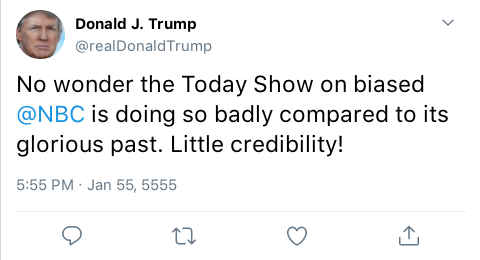 Donald J. Trump
@realDonaldTrump
No wonder the Today Show on biased
@NBC is doing so badly compared to its
glorious past. Little credibility!
5:55 PM · Jan 55, 5555